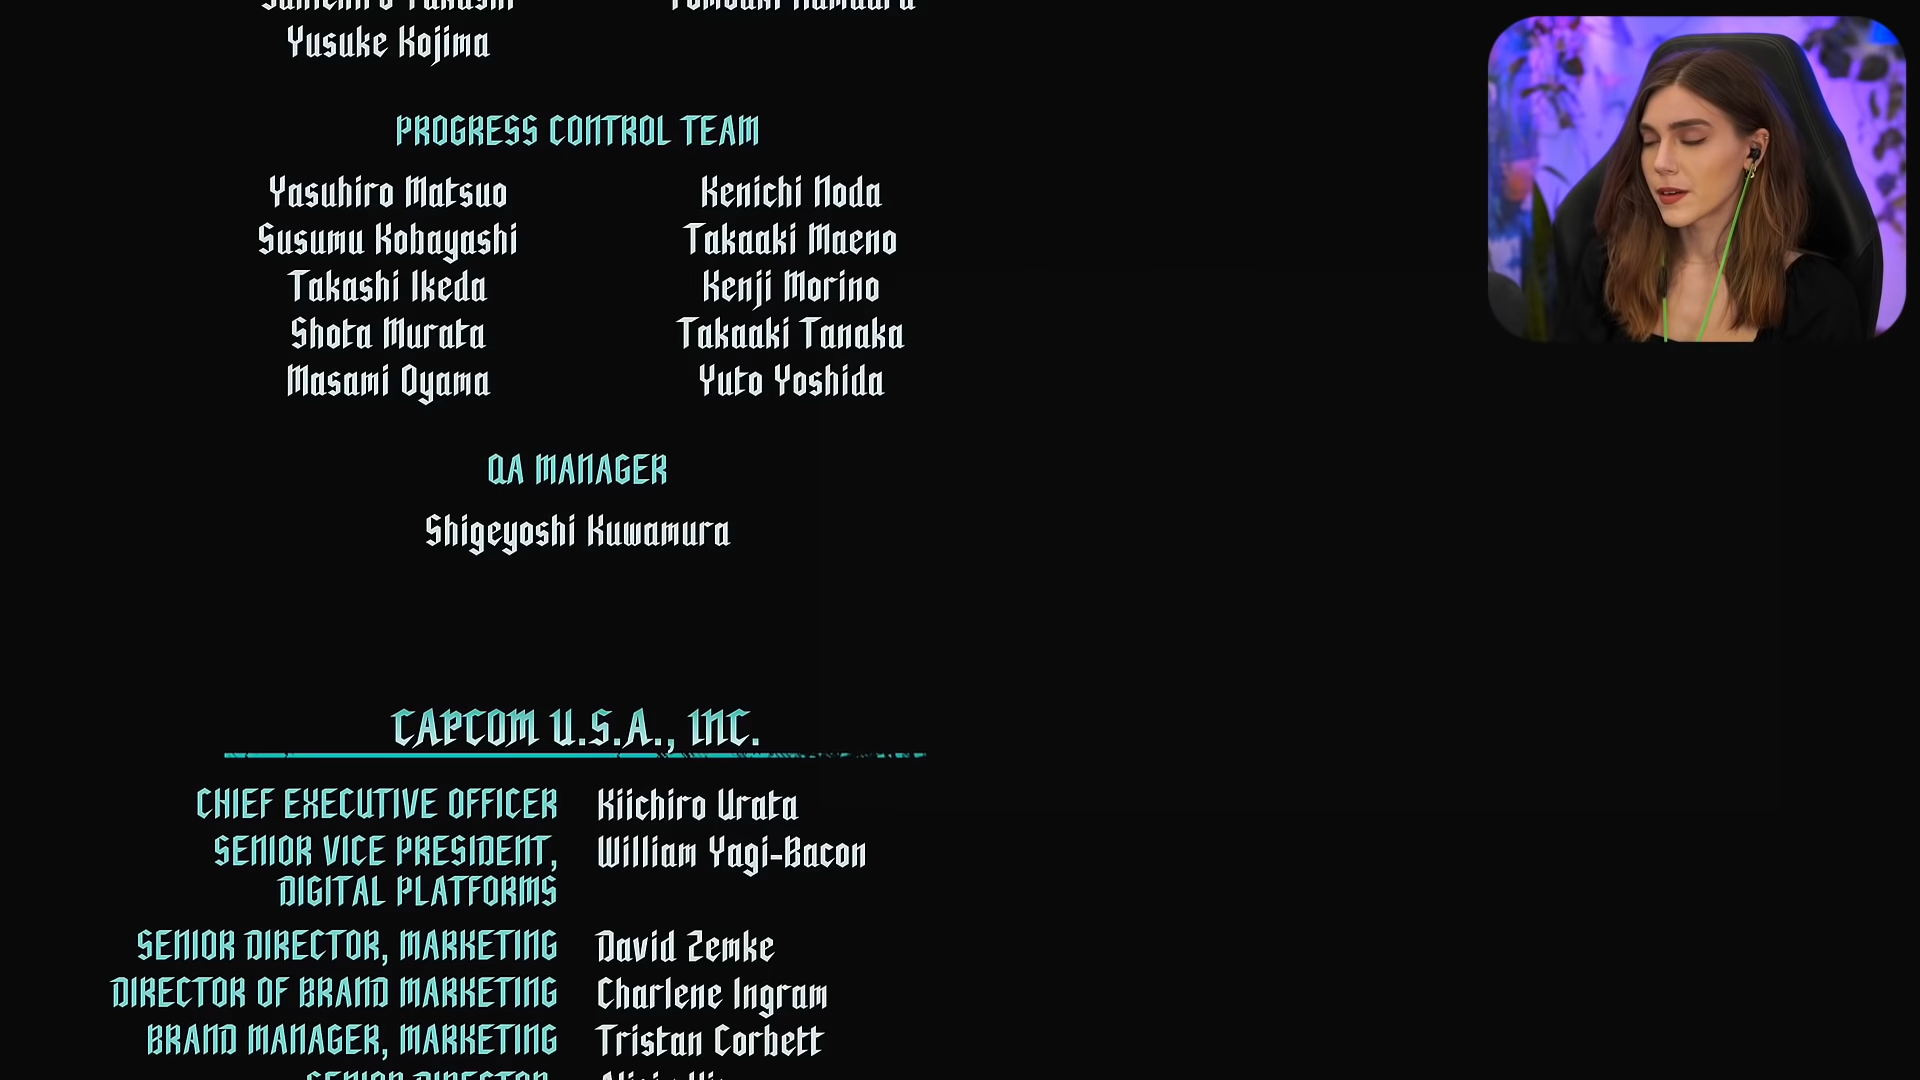 Yusuke Kojima
PROGRESS CONTROL TEAM
Yasuhiro Matsuo Kenichi Noda
Susumu Kobayashi Takaaki Maeno
Takashi Ikeda Kenji Morino
Shota Murata Takaaki Tanaka
Masami Oyama Yuto Yoshida
QA MANAGER
Shigeyoshi Kuwamura
CAPCOM U.S.A., INC.
CHIEF EXECUTIVE OFFICER Kiichiro Urata
SENIOR VICE PRESIDENT, William Yagi-Bacon
DIGITAL PLATFORMS
SENIOR DIRECTOR, MARKETING David Zemke
DIRECTOR OF BRAND MARKETING Charlene Ingram
BRAND MANAGER, MARKETING Tristan Corbett
SENIOR DIRECTOR,